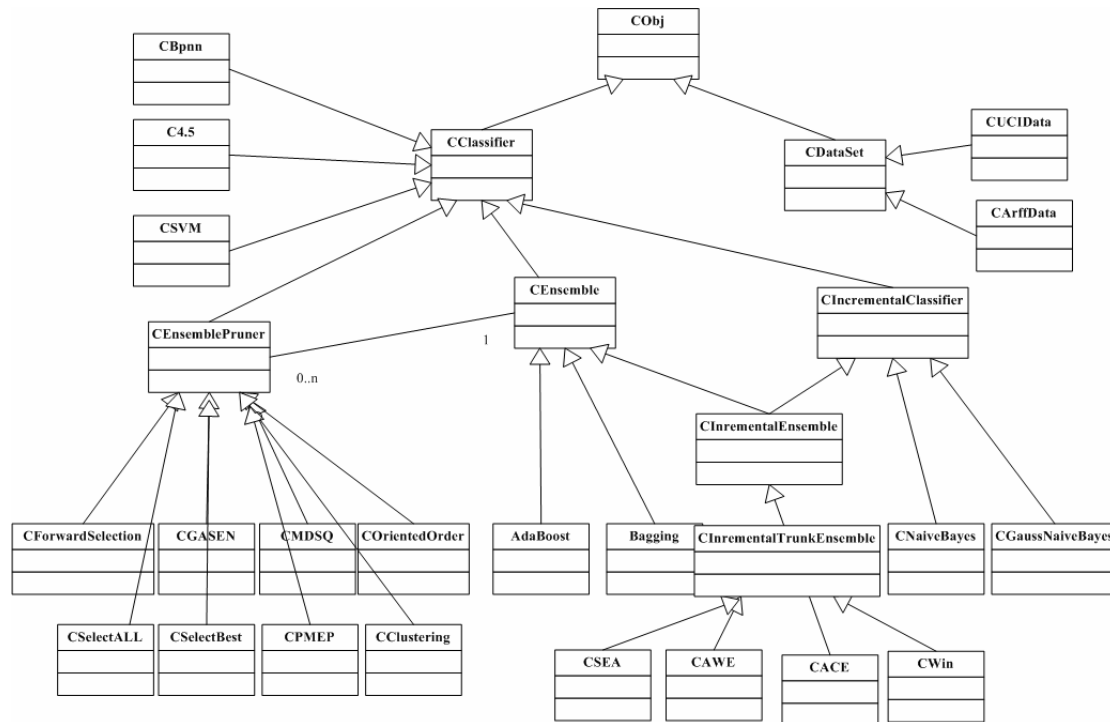 CObj
CBpnn
C4.5
CClassifier
CUCIData
CDataSet
CSVM
CArffData
CEnsemble
CIncrementalClassifier
CEnsemblePruner
1
0..n
CInrementalEnsemble
CForwardSelection
CGASEN
CMDSQ
COrientedOrder
AdaBoost
Bagging
CInrementalTrunkEnsemble
CNaiveBayes
CGaussNaiveBayes
CSelectALL
CSelectBest
CPMEP
CClustering
CSEA
CAWE
CACE
CWin